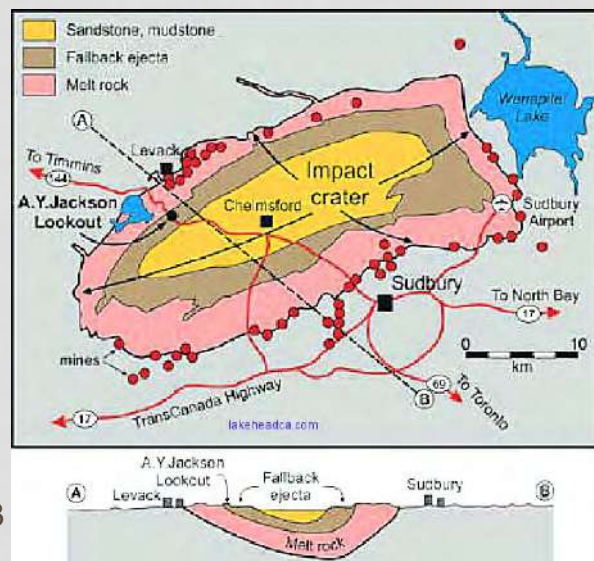 Sandstone, mudstone
Fallback ejecta
Melt rock
Wanapitei
Lake
A
Levack
To Timmins
144
A.Y.Jackson
Lookout
Impact
crater
Chelmsford
Sudbury
Airport
Sudbury
To North Bay
17
mines
0
10
km
17
TransCanada Highway
69
To Toronto
B
lakeheadca.com
A.Y.Jackson
Lookout
Fallback
ejecta
A
Levack
Sudbury
B
Melt rock